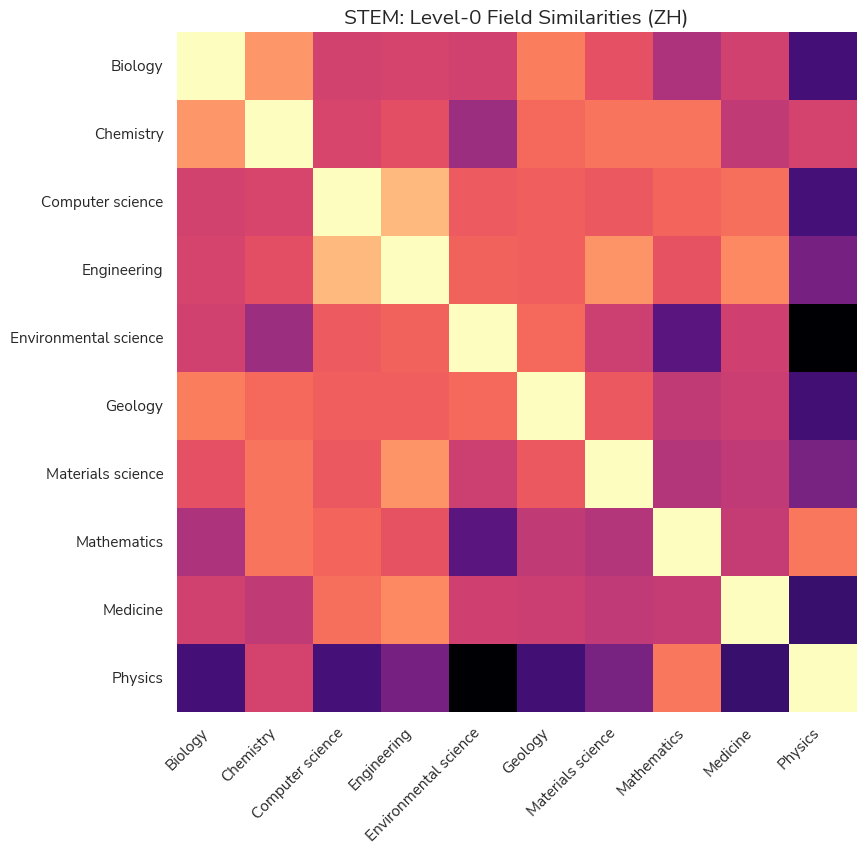 STEM: Level-0 Field Similarities (ZH)
Biology
Chemistry
Computer science
Engineering
Environmental science
Geology
Materials science
Mathematics
Medicine
Physics
Biology
Chemistry
Computer science
Engineering
Environmental science
Geology
Materials science
Mathematics
Medicine
Physics